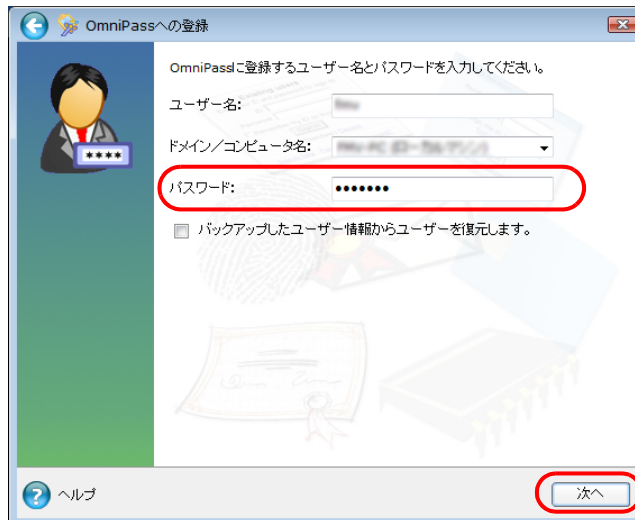 OmniPassへの登録
OmniPassに登録するユーザー名とパスワードを入力してください。
ユーザー名:
ドメイン／コンピュータ名:
パスワード: ●●●●●●●
****
バックアップしたユーザー情報からユーザーを復元します。
? ヘルプ
次へ